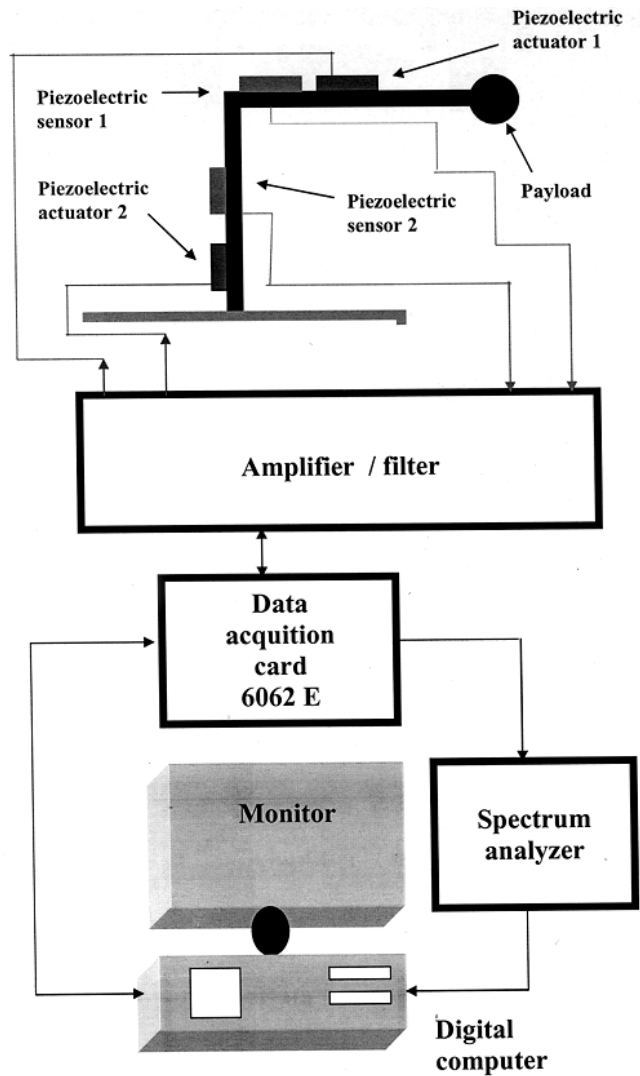 Piezoelectric
actuator 1
Piezoelectric
sensor 1
Payload
Piezoelectric
actuator 2
Piezoelectric
sensor 2
Amplifier / filter
Data
acquition
card
6062 E
Monitor
Spectrum
analyzer
Digital
computer